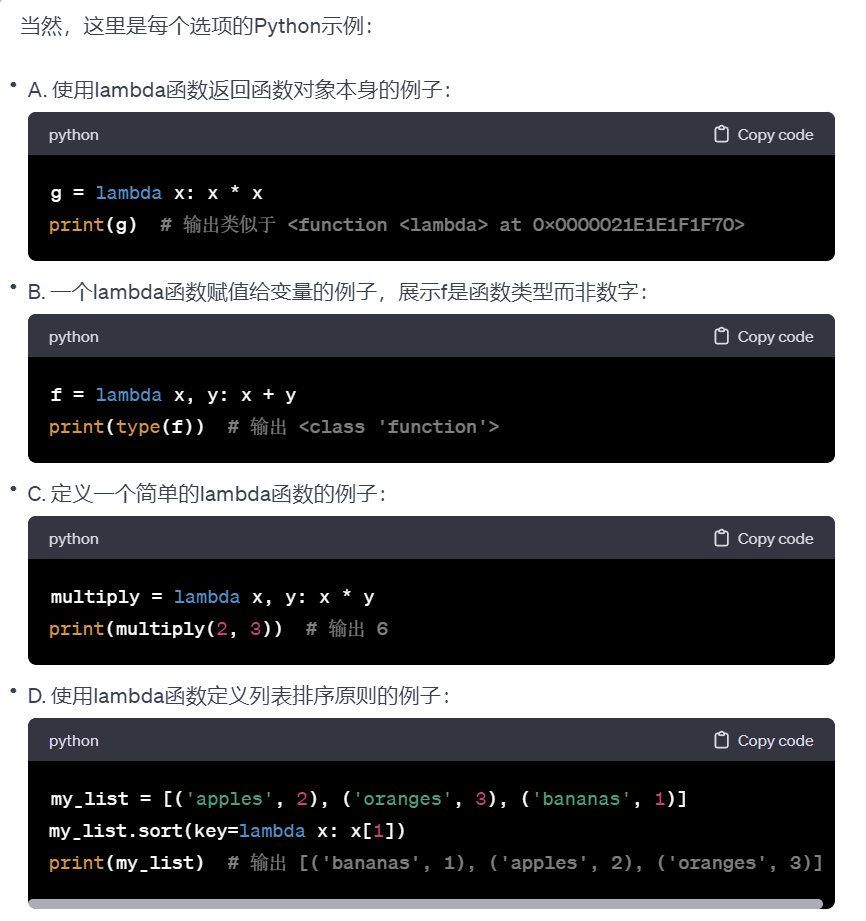 当然，这里是每个选项的Python示例：
• A. 使用lambda函数返回函数对象本身的例子：
python Copy code
g = lambda x: x * x
print(g)  # 输出类似于 <function <lambda> at 0x0000021E1E1F1F70>
• B. 一个lambda函数赋值给变量的例子，展示f是函数类型而非数字：
python Copy code
f = lambda x, y: x + y
print(type(f))  # 输出 <class 'function'>
• C. 定义一个简单的lambda函数的例子：
python Copy code
multiply = lambda x, y: x * y
print(multiply(2, 3))  # 输出 6
• D. 使用lambda函数定义列表排序原则的例子：
python Copy code
my_list = [('apples', 2), ('oranges', 3), ('bananas', 1)]
my_list.sort(key=lambda x: x[1])
print(my_list)  # 输出 [('bananas', 1), ('apples', 2), ('oranges', 3)]